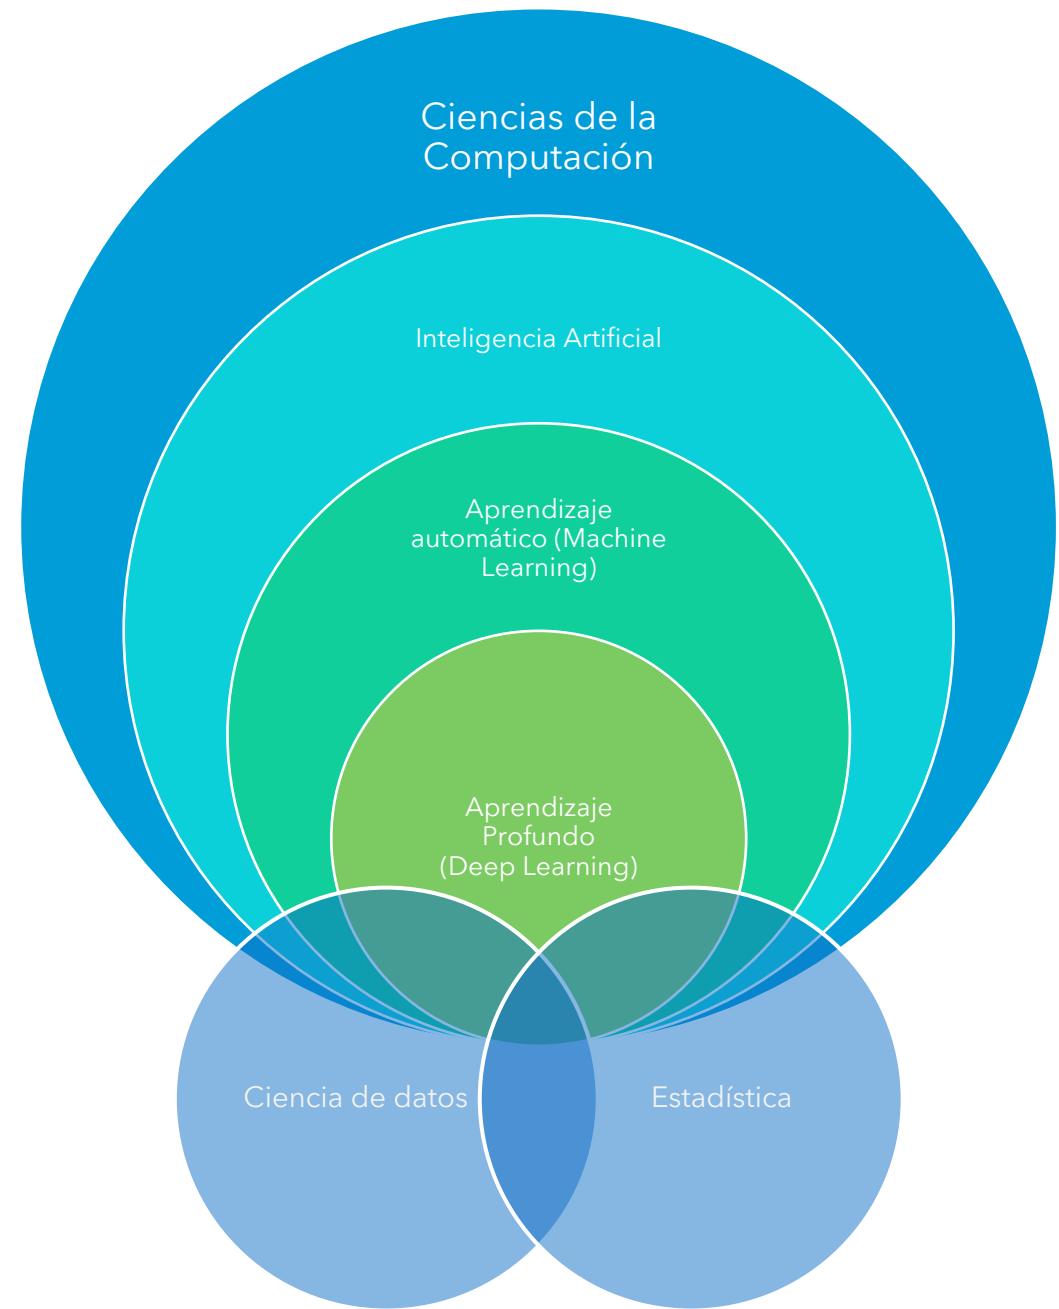 Ciencias de la
Computación
Inteligencia Artificial
Aprendizaje
automático (Machine
Learning)
Aprendizaje
Profundo
(Deep Learning)
Ciencia de datos
Estadística